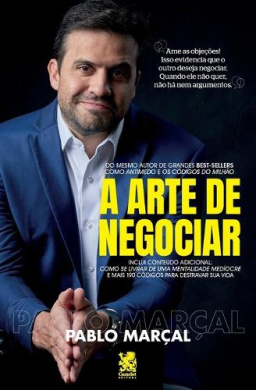 "Ame as objeções!
Isso evidencia que o
outro deseja negociar.
Quando ele não quer,
não há nem argumentos."
DO MESMO AUTOR DE GRANDES BEST-SELLERS
COMO ANTIMEDO E OS CÓDIGOS DO MILHÃO
A ARTE DE
NEGOCIAR
INCLUI CONTEÚDO ADICIONAL:
COMO SE LIVRAR DE UMA MENTALIDADE MEDÍOCRE
E MAIS 190 CÓDIGOS PARA DESTRAVAR SUA VIDA
PABLO MARÇAL
PABLO MARÇAL
Camelot
EDITORA